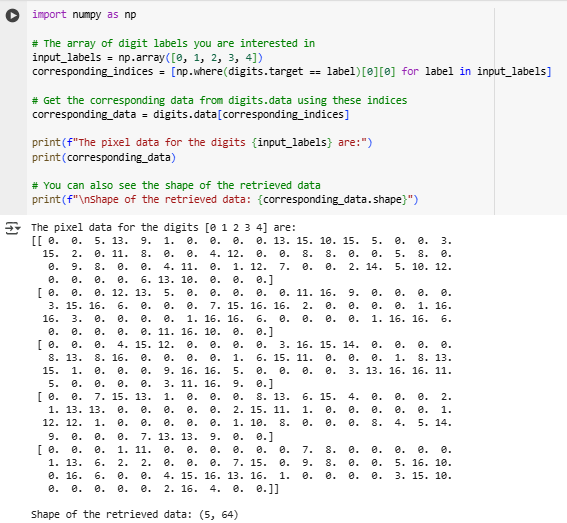 import numpy as np
# The array of digit labels you are interested in
input_labels = np.array([0, 1, 2, 3, 4])
corresponding_indices = [np.where(digits.target == label)[0][0] for label in input_labels]
# Get the corresponding data from digits.data using these indices
corresponding_data = digits.data[corresponding_indices]
print(f"The pixel data for the digits {input_labels} are:")
print(corresponding_data)
# You can also see the shape of the retrieved data
print(f"\nShape of the retrieved data: {corresponding_data.shape}")
The pixel data for the digits [0 1 2 3 4] are:
[[ 0. 0. 5. 13. 9. 1. 0. 0. 0. 0. 13. 15. 10. 15. 5. 0. 0. 3.
15. 2. 0. 11. 8. 0. 0. 4. 12. 0. 0. 8. 8. 0. 0. 5. 8. 0.
0. 9. 8. 0. 0. 4. 11. 0. 1. 12. 7. 0. 0. 2. 14. 5. 10. 12.
0. 0. 0. 0. 6. 13. 10. 0. 0. 0.]
[ 0. 0. 0. 12. 13. 5. 0. 0. 0. 0. 0. 11. 16. 9. 0. 0. 0. 0.
3. 15. 16. 6. 0. 0. 0. 7. 15. 16. 16. 2. 0. 0. 0. 0. 1. 16.
16. 3. 0. 0. 0. 0. 1. 16. 16. 6. 0. 0. 0. 0. 1. 16. 16. 6.
0. 0. 0. 0. 0. 11. 16. 10. 0. 0.]
[ 0. 0. 0. 4. 15. 12. 0. 0. 0. 0. 3. 16. 15. 14. 0. 0. 0. 0.
8. 13. 8. 16. 0. 0. 0. 0. 1. 6. 15. 11. 0. 0. 0. 1. 8. 13.
15. 1. 0. 0. 0. 9. 16. 16. 5. 0. 0. 0. 0. 3. 13. 16. 16. 11.
5. 0. 0. 0. 0. 3. 11. 16. 9. 0.]
[ 0. 0. 7. 15. 13. 1. 0. 0. 0. 8. 13. 6. 15. 4. 0. 0. 0. 2.
1. 13. 13. 0. 0. 0. 0. 0. 2. 15. 11. 1. 0. 0. 0. 0. 0. 1.
12. 12. 1. 0. 0. 0. 0. 0. 1. 10. 8. 0. 0. 0. 8. 4. 5. 14.
9. 0. 0. 0. 7. 13. 13. 9. 0. 0.]
[ 0. 0. 0. 1. 11. 0. 0. 0. 0. 0. 0. 7. 8. 0. 0. 0. 0. 0.
1. 13. 6. 2. 2. 0. 0. 0. 7. 15. 0. 9. 8. 0. 0. 5. 16. 10.
0. 16. 6. 0. 0. 4. 15. 16. 13. 16. 1. 0. 0. 0. 0. 3. 15. 10.
0. 0. 0. 0. 0. 2. 16. 4. 0. 0.]]
Shape of the retrieved data: (5, 64)